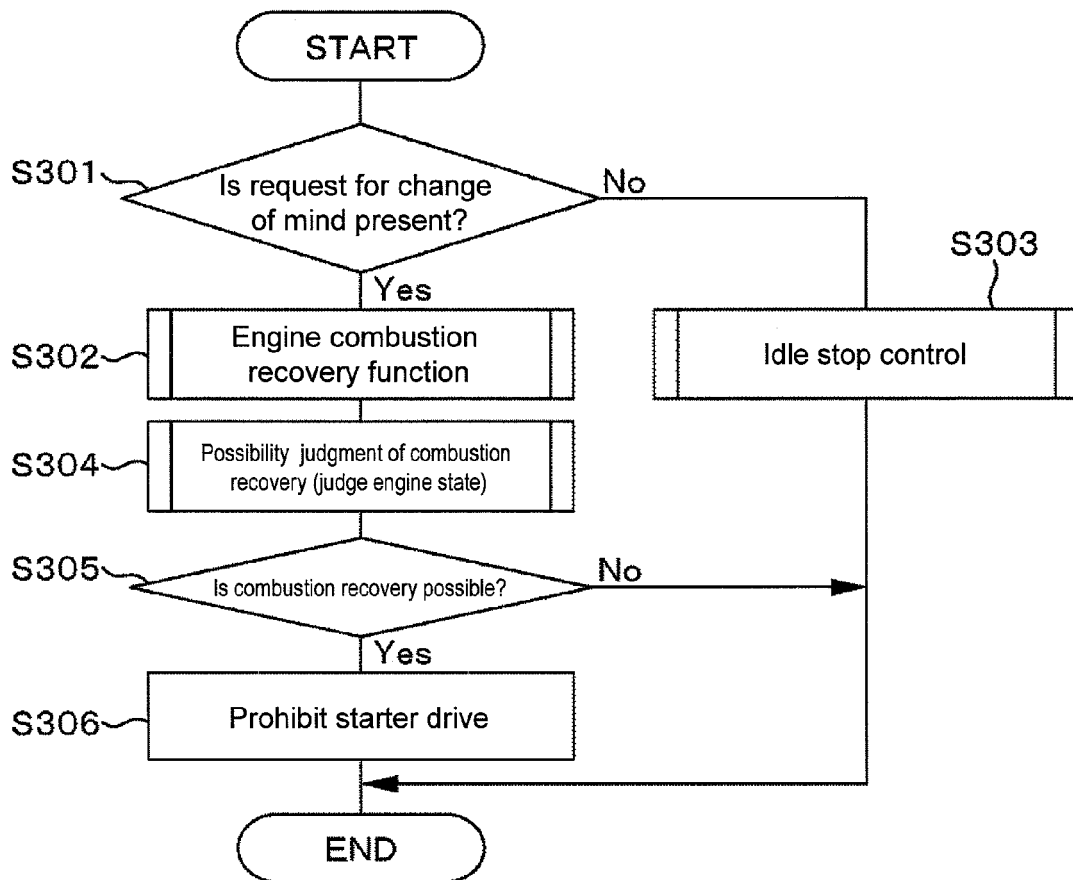 START
S301
Is request for change
of mind present?
No
Yes
S303
S302
Engine combustion
recovery function
Idle stop control
S304
Possibility judgment of combustion
recovery (judge engine state)
S305
Is combustion recovery possible?
No
Yes
S306
Prohibit starter drive
END